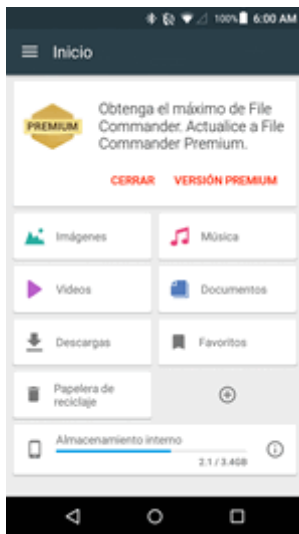 100% 6:00 AM
Inicio
PREMIUM
Obtenga el máximo de File
Commander. Actualice a File
Commander Premium.
CERRAR VERSIÓN PREMIUM
Imágenes Música
Videos Documentos
Descargas Favoritos
Papelera de
reciclaje
Almacenamiento interno
2.1 / 3.4GB